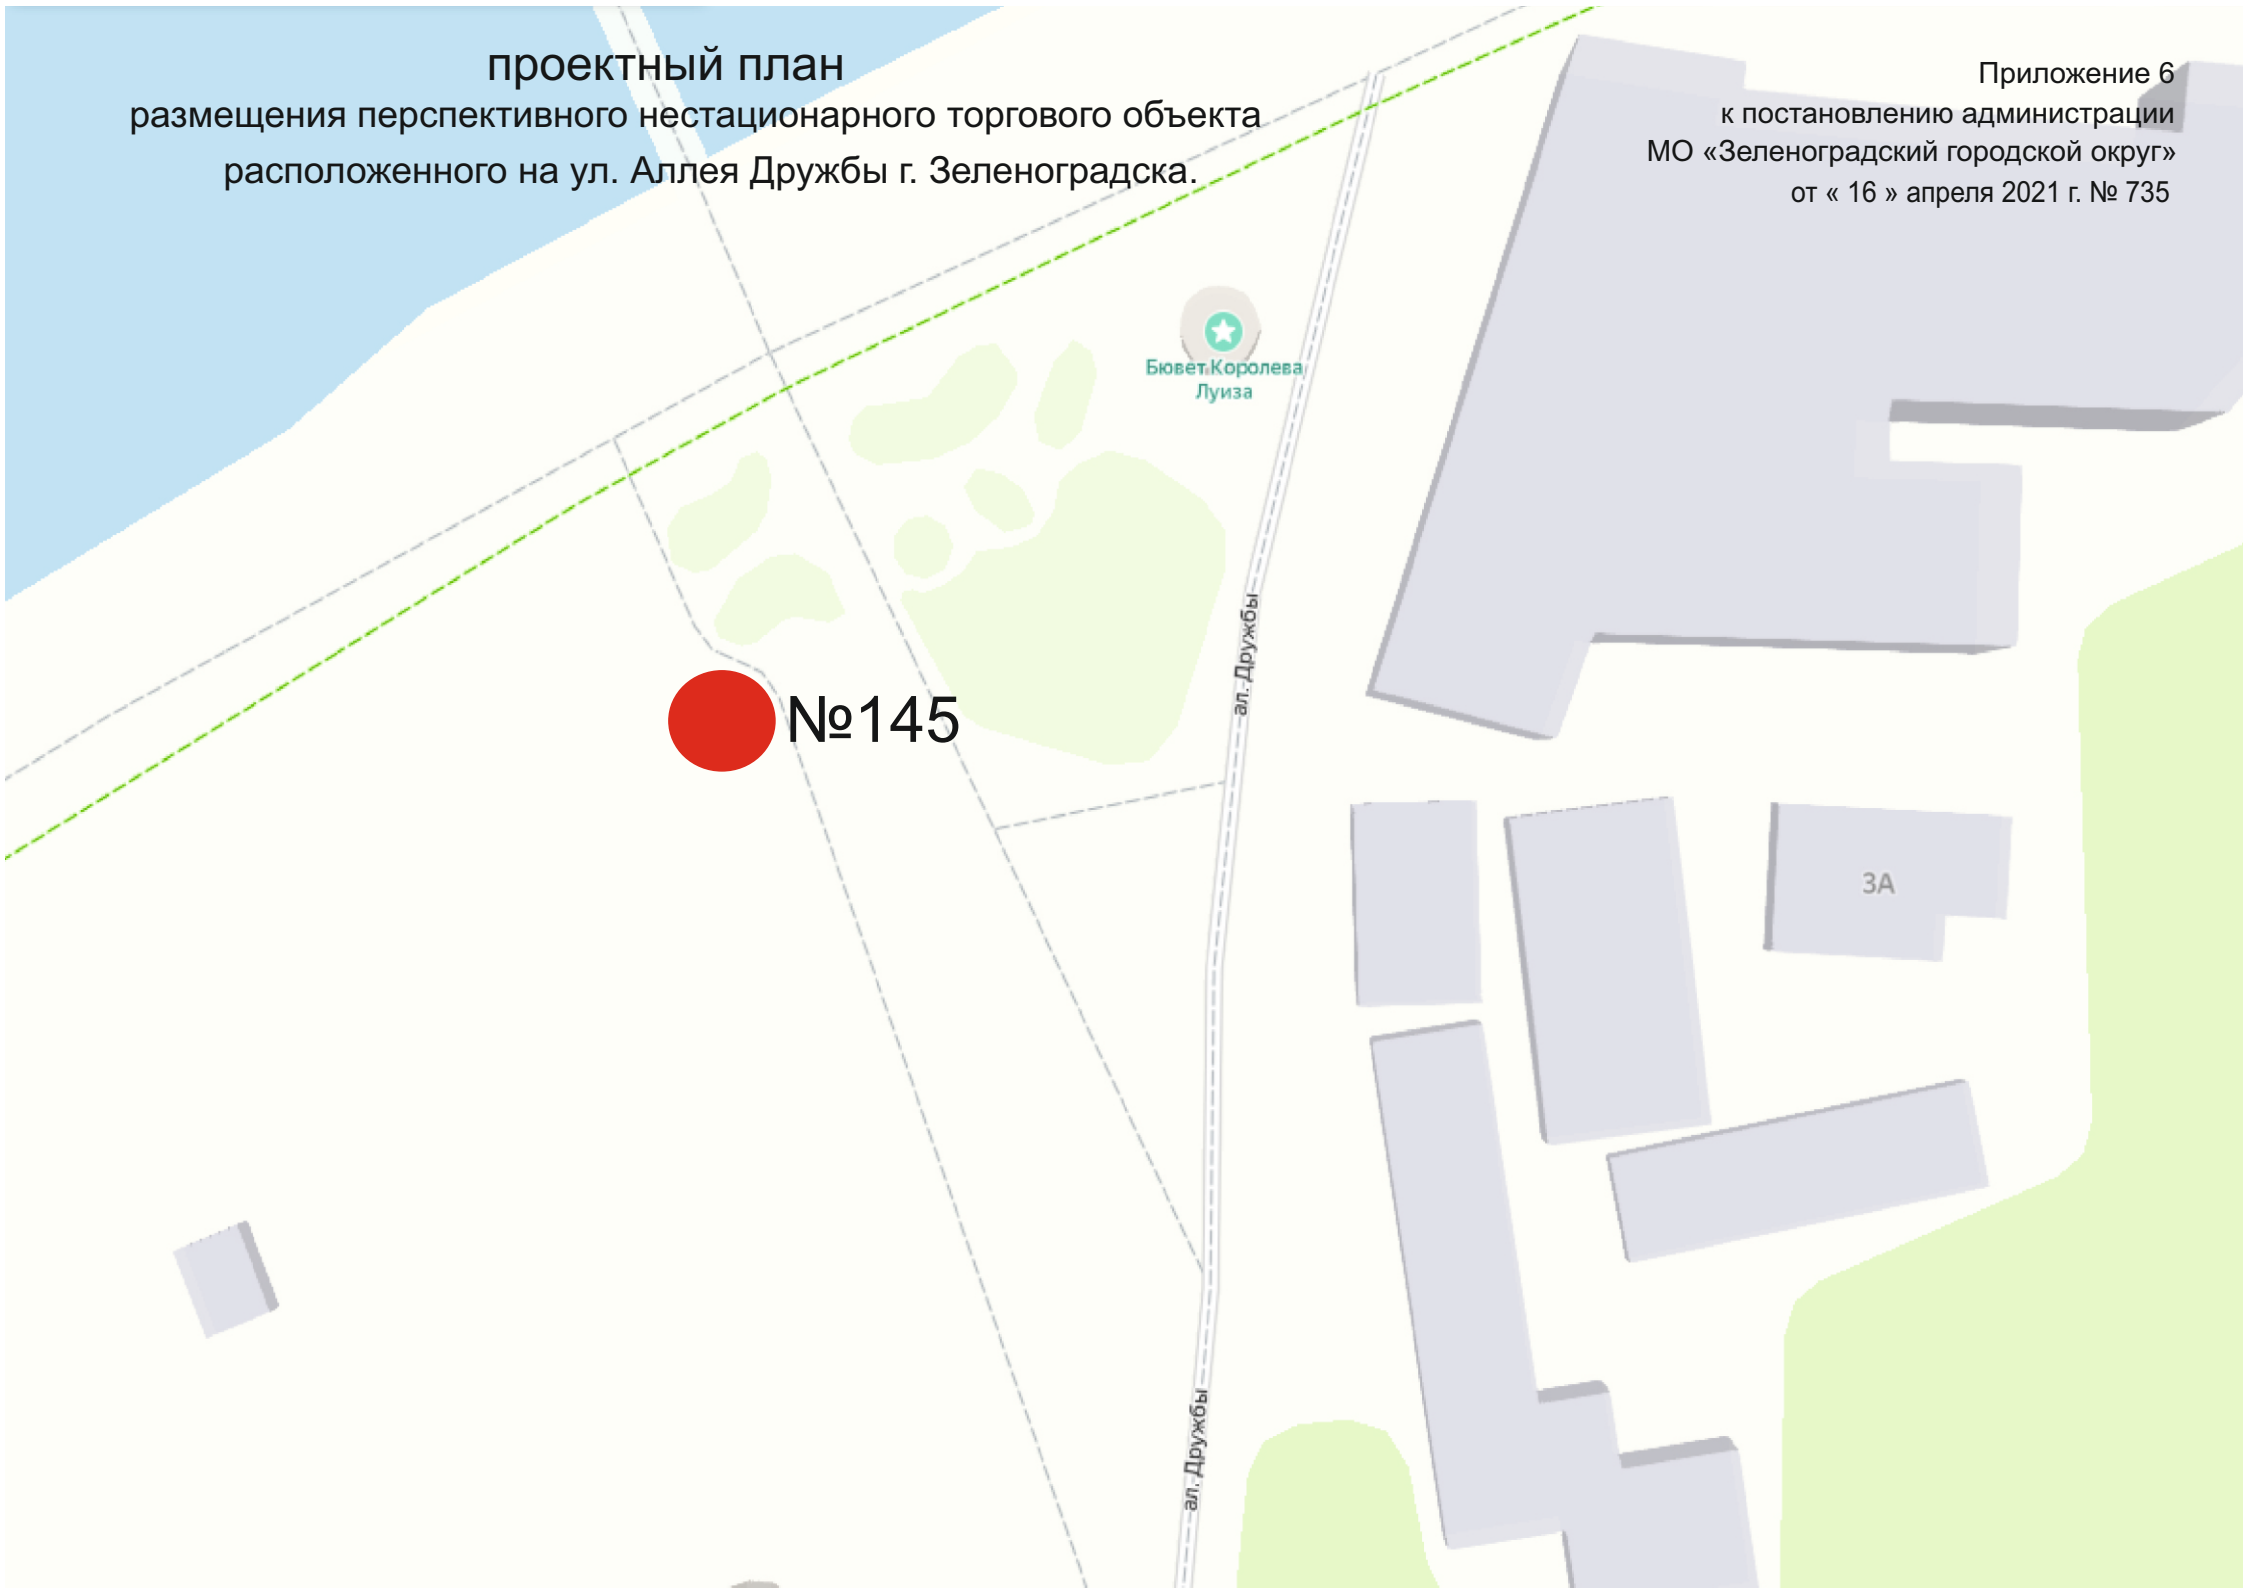 проектный план
размещения перспективного нестационарного торгового объекта
расположенного на ул. Аллея Дружбы г. Зеленоградска.
Приложение 6
к постановлению администрации
МО «Зеленоградский городской округ»
от « 16 » апреля 2021 г. № 735
Бювет Королева
Луиза
ал. Дружбы
№145
3А
ал. Дружбы